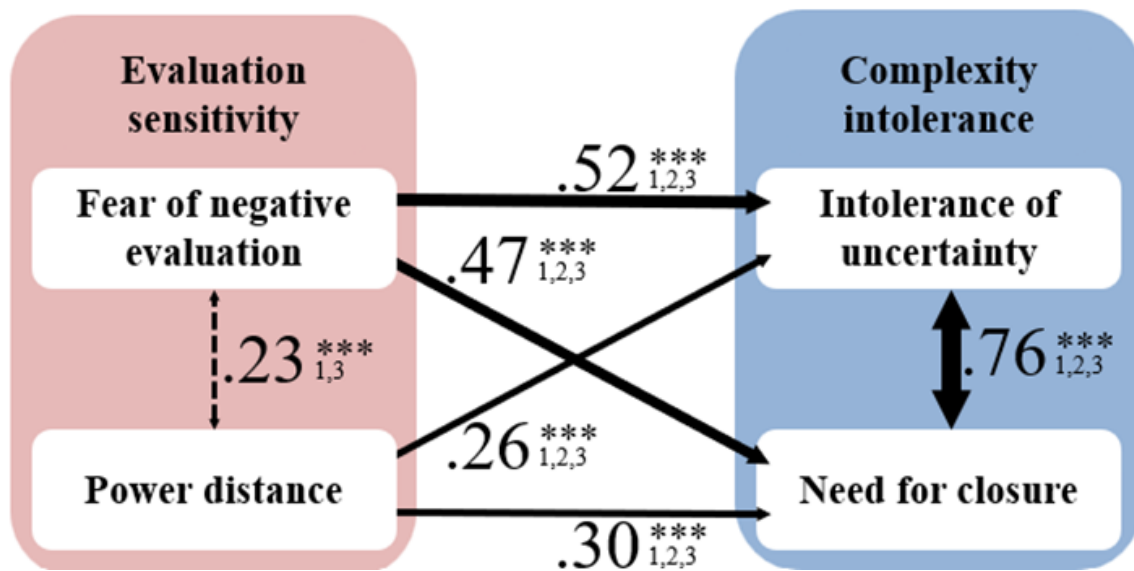 Evaluation
sensitivity
Complexity
intolerance
Fear of negative
evaluation
.52 ***
1,2,3
Intolerance of
uncertainty
.47 ***
1,2,3
.23 ***
1,3
.76 ***
1,2,3
Power distance
.26 ***
1,2,3
Need for closure
.30 ***
1,2,3